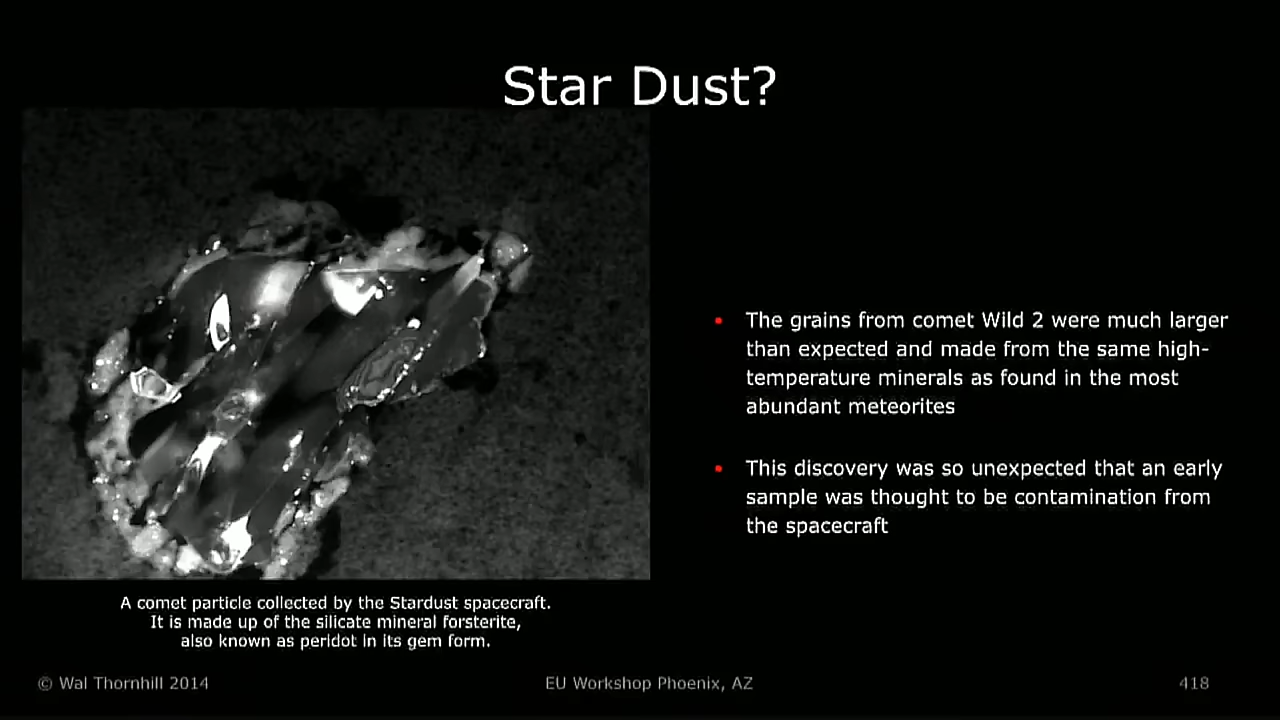 Star Dust?
• The grains from comet Wild 2 were much larger
than expected and made from the same high-
temperature minerals as found in the most
abundant meteorites
• This discovery was so unexpected that an early
sample was thought to be contamination from
the spacecraft
A comet particle collected by the Stardust spacecraft.
It is made up of the silicate mineral forsterite,
also known as peridot in its gem form.
© Wal Thornhill 2014
EU Workshop Phoenix, AZ
418